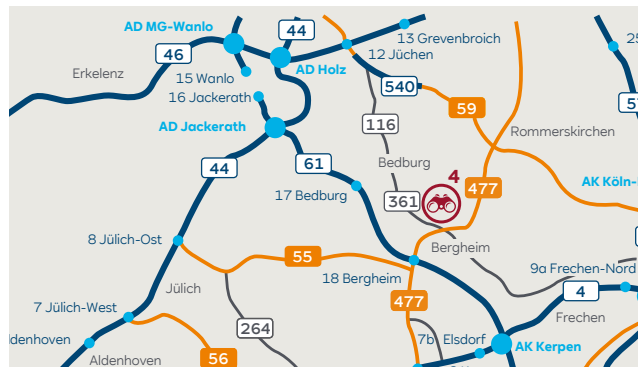 AD MG-Wanlo
44
13 Grevenbroich
12 Jüchen
46
AD Holz
Erkelenz
15 Wanlo
16 Jackerath
540
59
116
AD Jackerath
Rommerskirchen
44
61
Bedburg
4
AK Köln-
17 Bedburg
361
477
8 Jülich-Ost
Bergheim
55
18 Bergheim
9a Frechen-Nord
Jülich
4
477
7 Jülich-West
Frechen
264
7b Elsdorf
AK Kerpen
ldenhoven
Aldenhoven
56